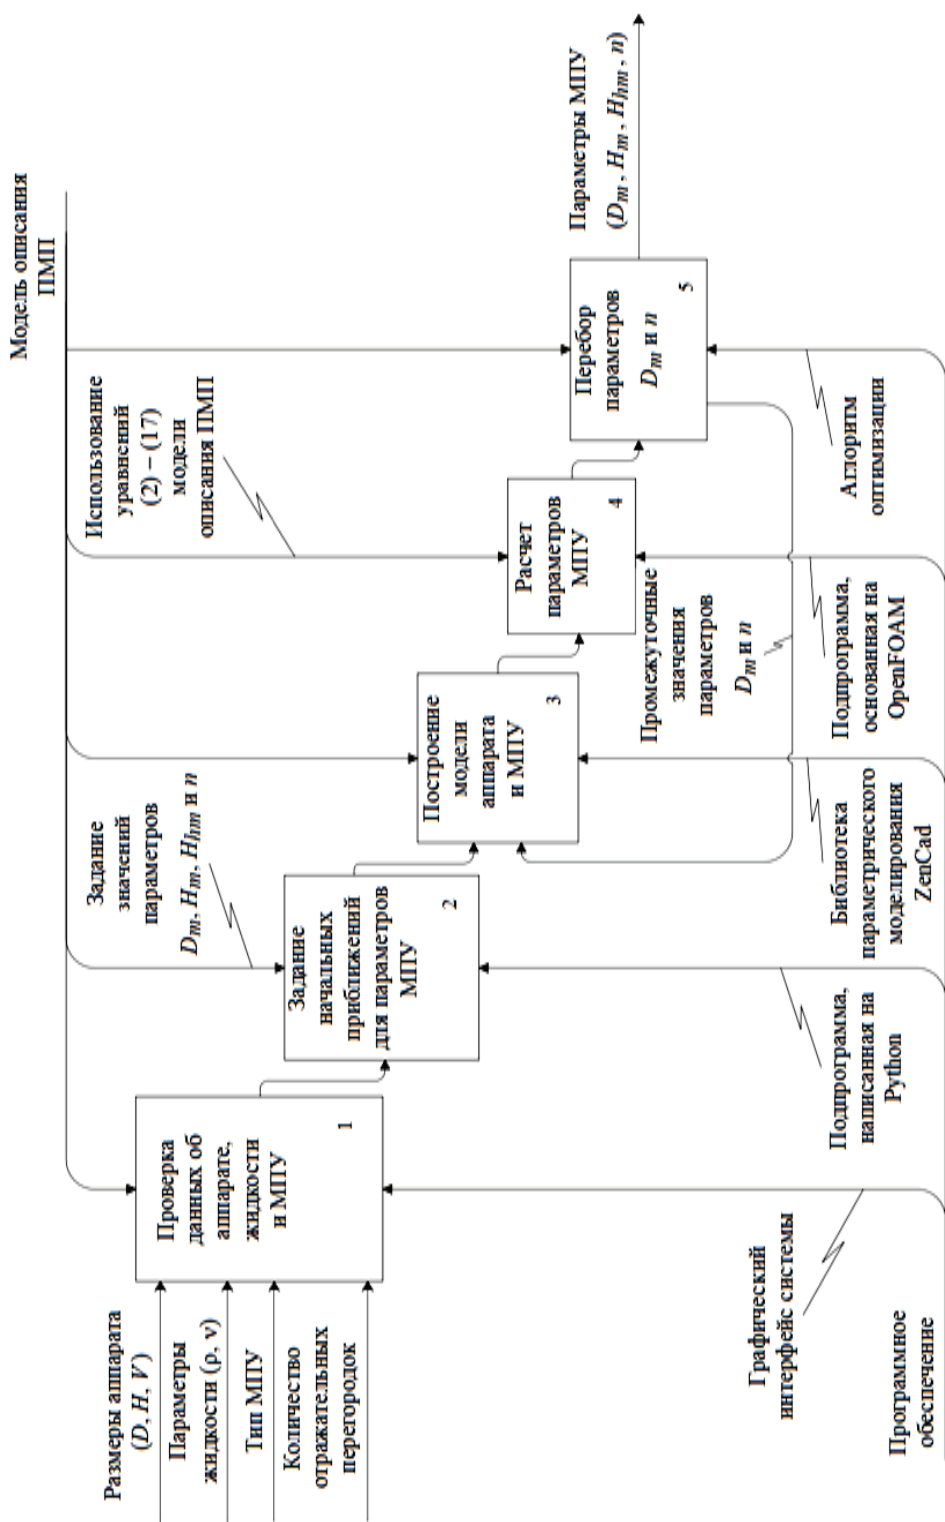 Модель описания
ПМП
Использование
уравнений
(2) – (17)
модели
описания ПМП
Задание
значений
параметров
Dm, Hm, Hhm и n
Размеры аппарата
(D, H, V)
Параметры
жидкости (ρ, ν)
Тип МПУ
Количество
отражательных
перегородок
Проверка
данных об
аппарате,
жидкости
и МПУ
1
Задание
начальных
приближений
для параметров
МПУ
2
Построение
модели
аппарата
и МПУ
3
Расчет
параметров
МПУ
4
Перебор
параметров
Dm и n
5
Параметры МПУ
(Dm, Hm, Hhm, n)
Промежуточные
значения
параметров
Dm и n
Графический
интерфейс системы
Программное
обеспечение
Подпрограмма,
написанная на
Python
Библиотека
параметрического
моделирования
ZenCad
Подпрограмма,
основанная на
OpenFOAM
Алгоритм
оптимизации